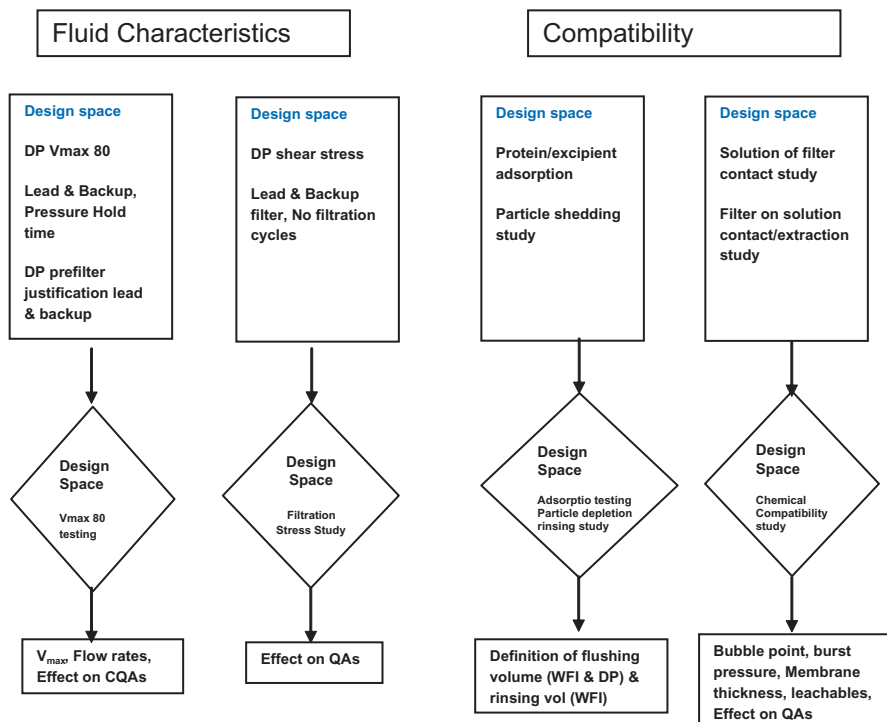 Fluid Characteristics
Compatibility
Design space
DP Vmax 80
Lead & Backup,
Pressure Hold
time
DP prefilter
justification lead
& backup
Design space
DP shear stress
Lead & Backup
filter, No filtration
cycles
Design space
Protein/excipient
adsorption
Particle shedding
study
Design space
Solution of filter
contact study
Filter on solution
contact/extraction
study
Design
Space
Vmax 80
testing
Design
Space
Filtration
Stress Study
Design
Space
Adsorptio testing
Particle depletion
rinsing study
Design
Space
Chemical
Compatibility
study
Vmax, Flow rates,
Effect on CQAs
Effect on QAs
Definition of flushing
volume (WFI & DP) &
rinsing vol (WFI)
Bubble point, burst
pressure, Membrane
thickness, leachables,
Effect on QAs